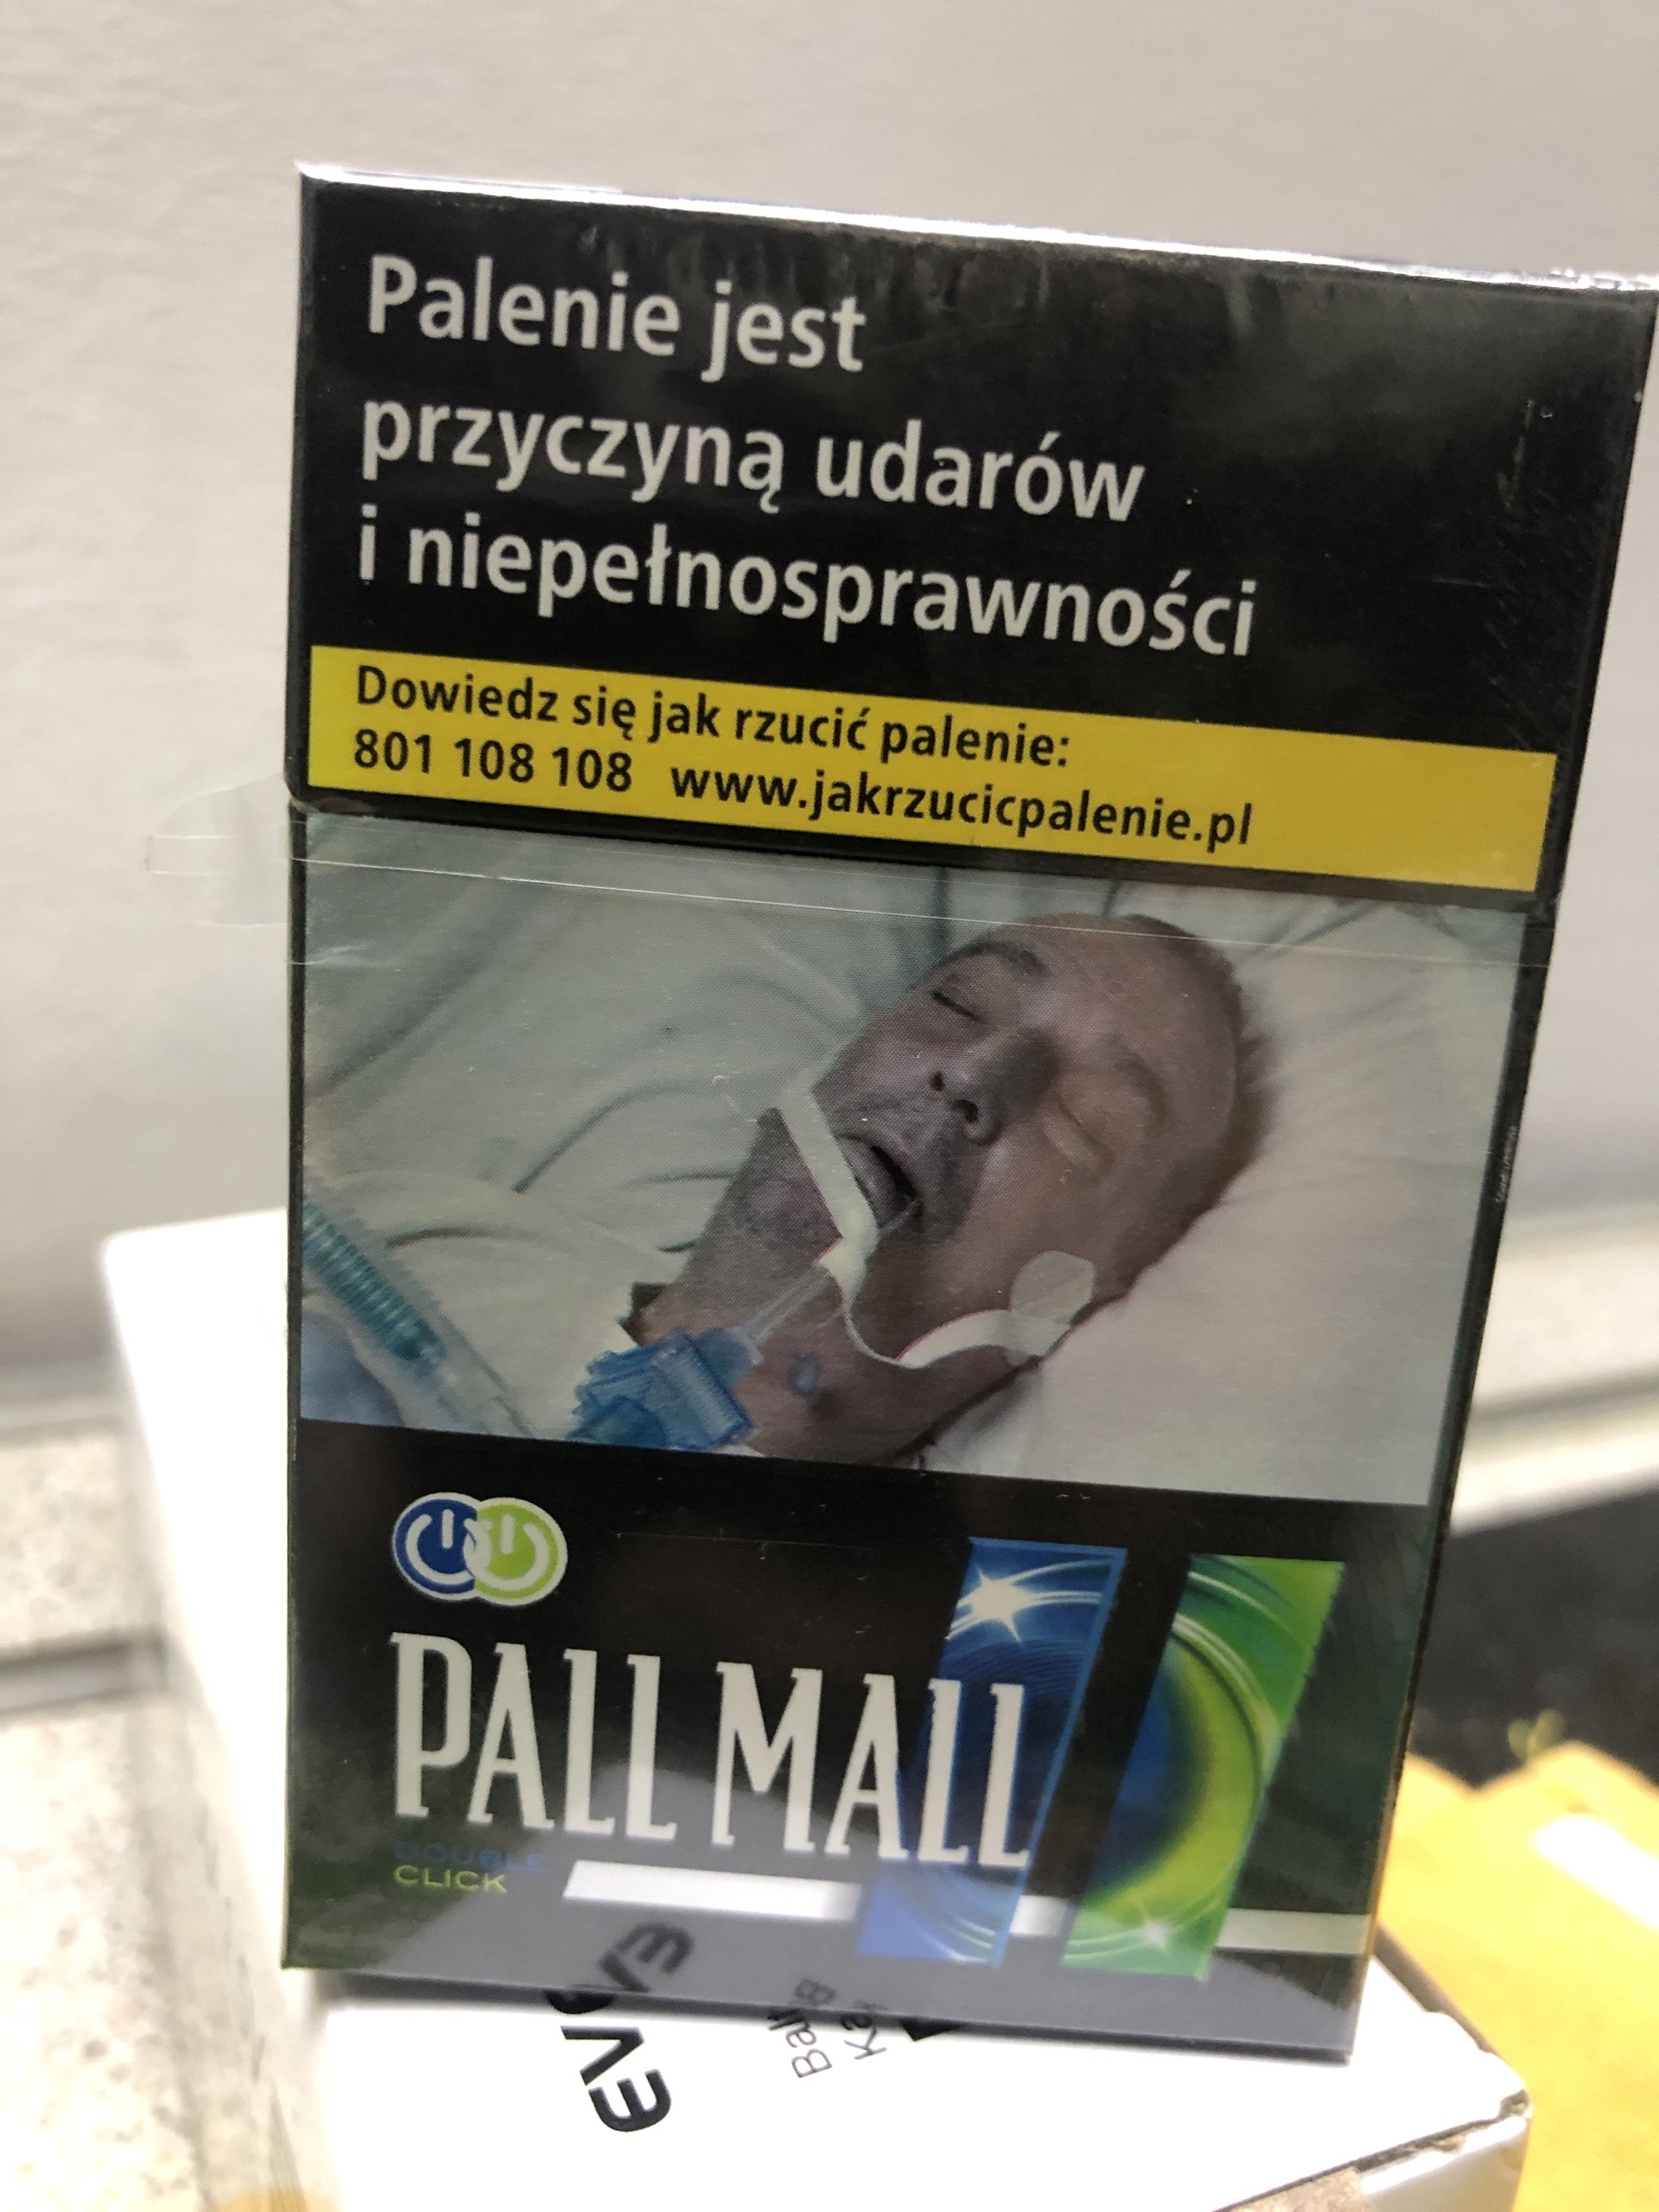 Palenie jest
przyczyną udarów
i niepełnosprawności
Dowiedz się jak rzucić palenie:
801 108 108 www.jakrzucicpalenie.pl
PALL MALL
DOUBLE
CLICK